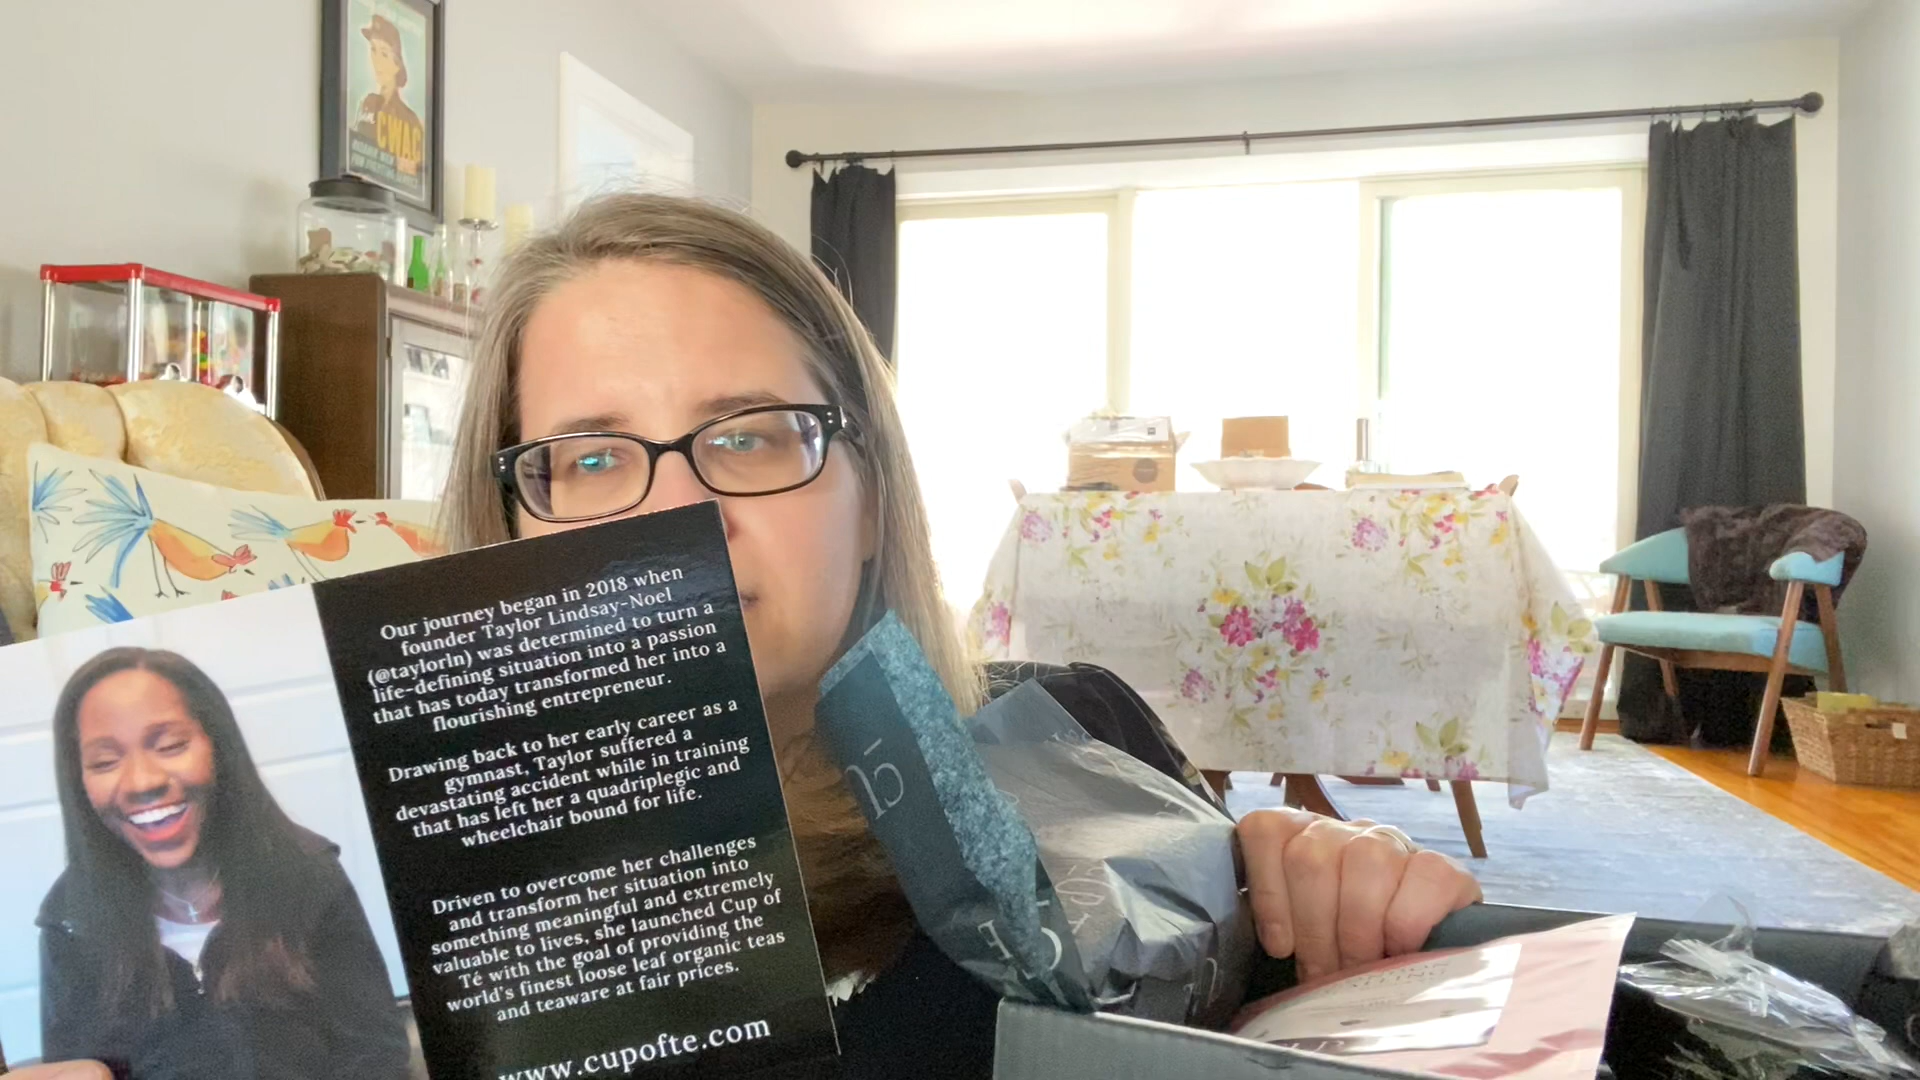 CWAC
Our journey began in 2018 when
founder Taylor Lindsay-Noel
(@taylorln) was determined to turn a
life-defining situation into a passion
that has today transformed her into a
flourishing entrepreneur.
Drawing back to her early career as a
gymnast, Taylor suffered a
devastating accident while in training
that has left her a quadriplegic and
wheelchair bound for life.
Driven to overcome her challenges
and transform her situation into
something meaningful and extremely
valuable to lives, she launched Cup of
Té with the goal of providing the
world's finest loose leaf organic teas
and teaware at fair prices.
www.cupofte.com